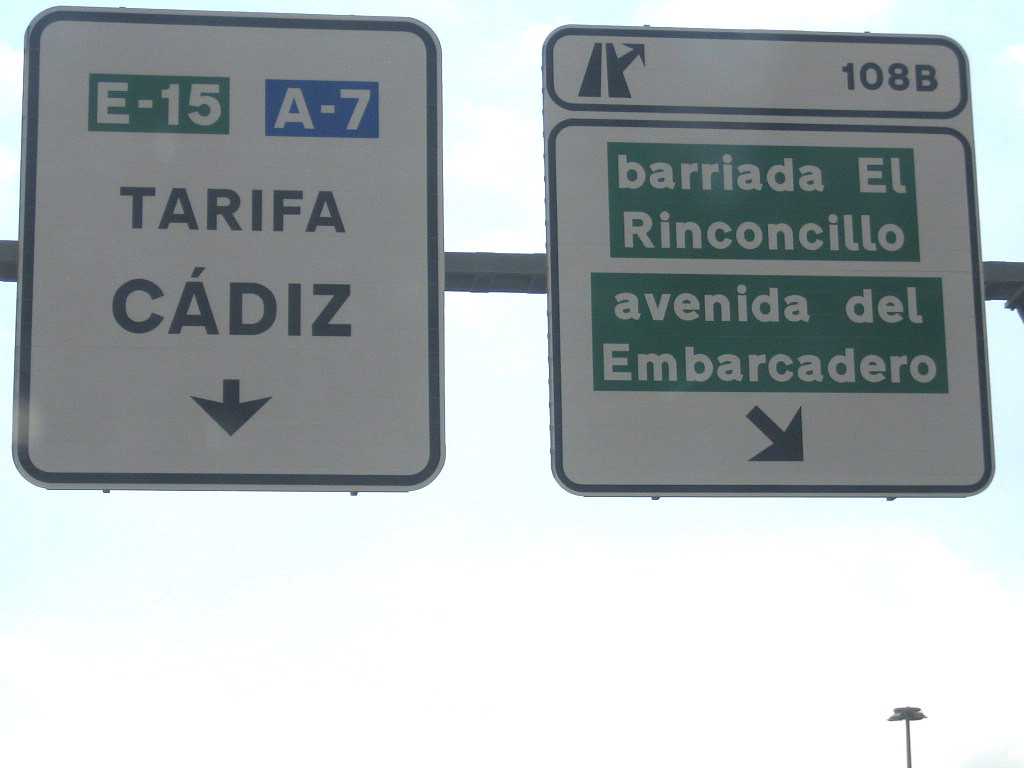 E-15 A-7
TARIFA
CÁDIZ
108B
barriada El
Rinconcillo
avenida del
Embarcadero